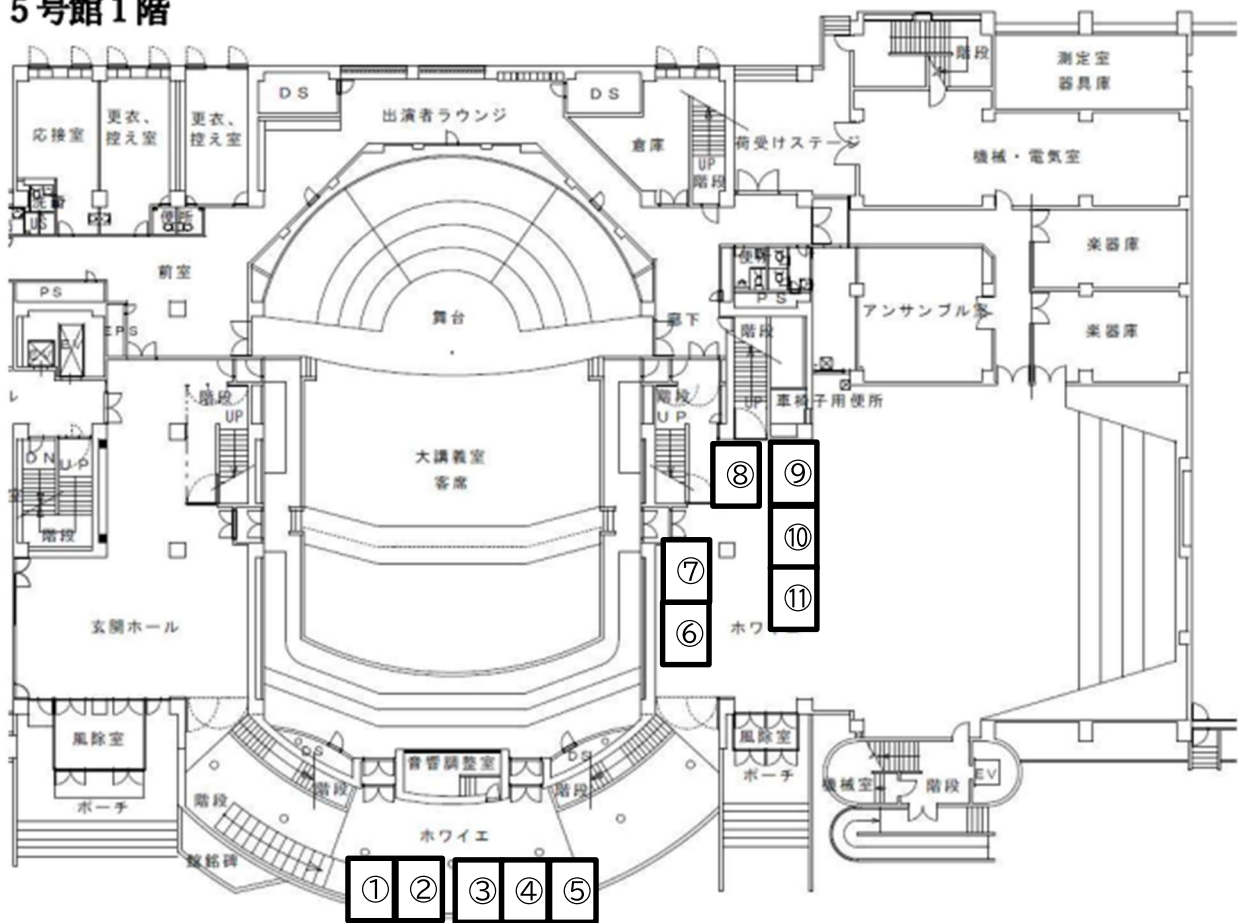 5号館1階
階段
測定室
器具庫
DS
DS
出演者ラウンジ
応接室
更衣、
控え室
更衣、
控え室
倉庫
UP
階段
荷受けステージ
機械・電気室
US
便所
楽器庫
前室
便所
PS
PS
EPS
EV
舞台
廊下
階段
アンサンブル室
楽器庫
階段
UP
階段
UP
UP
車椅子用便所
DN
UP
階段
大講義室
客席
⑧
⑨
⑩
⑪
⑦
⑥
玄関ホール
ホワイエ
風除室
ポーチ
DS
階段
音響調整室
DS
階段
風除室
ポーチ
機械室
階段
EV
階段
館銘碑
ホワイエ
①
②
③
④
⑤